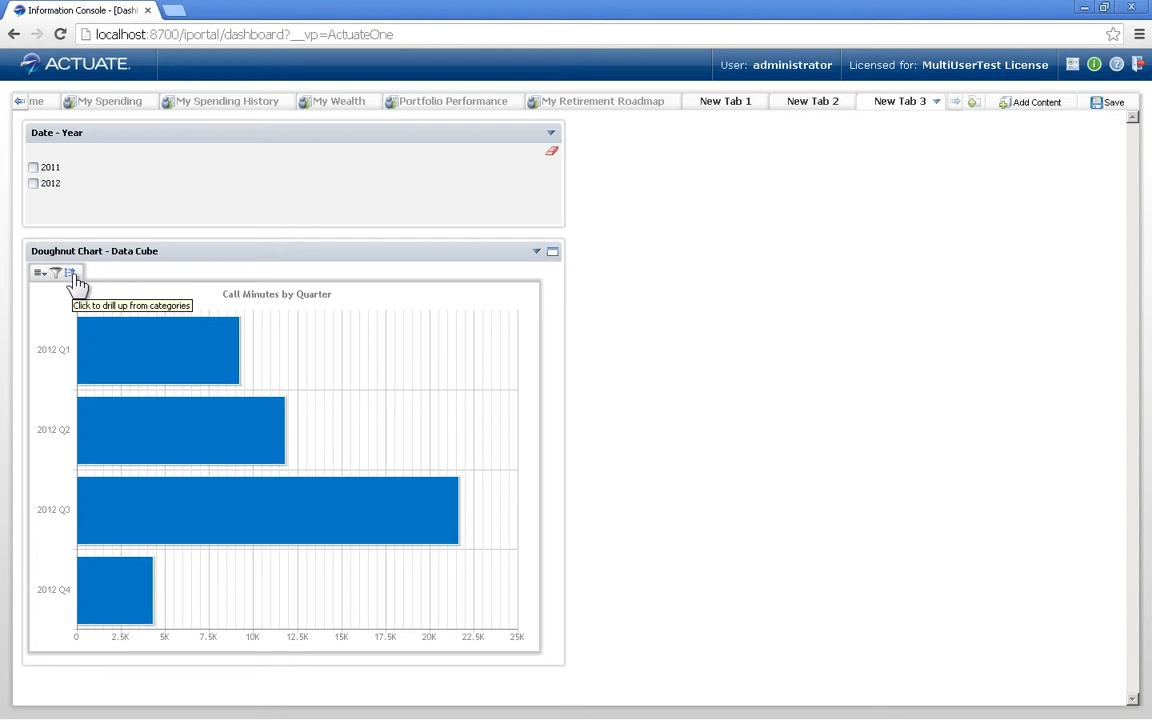 Information Console - [Dash
localhost:8700/iportal/dashboard?__vp=ActuateOne
ACTUATE.
User: administrator
Licensed for: MultiUserTest License
me
My Spending
My Spending History
My Wealth
Portfolio Performance
My Retirement Roadmap
New Tab 1
New Tab 2
New Tab 3
Add Content
Save
Date - Year
2011
2012
Doughnut Chart - Data Cube
Click to drill up from categories
Call Minutes by Quarter
2012 Q1
2012 Q2
2012 Q3
2012 Q4
0 2.5K 5K 7.5K 10K 12.5K 15K 17.5K 20K 22.5K 25K